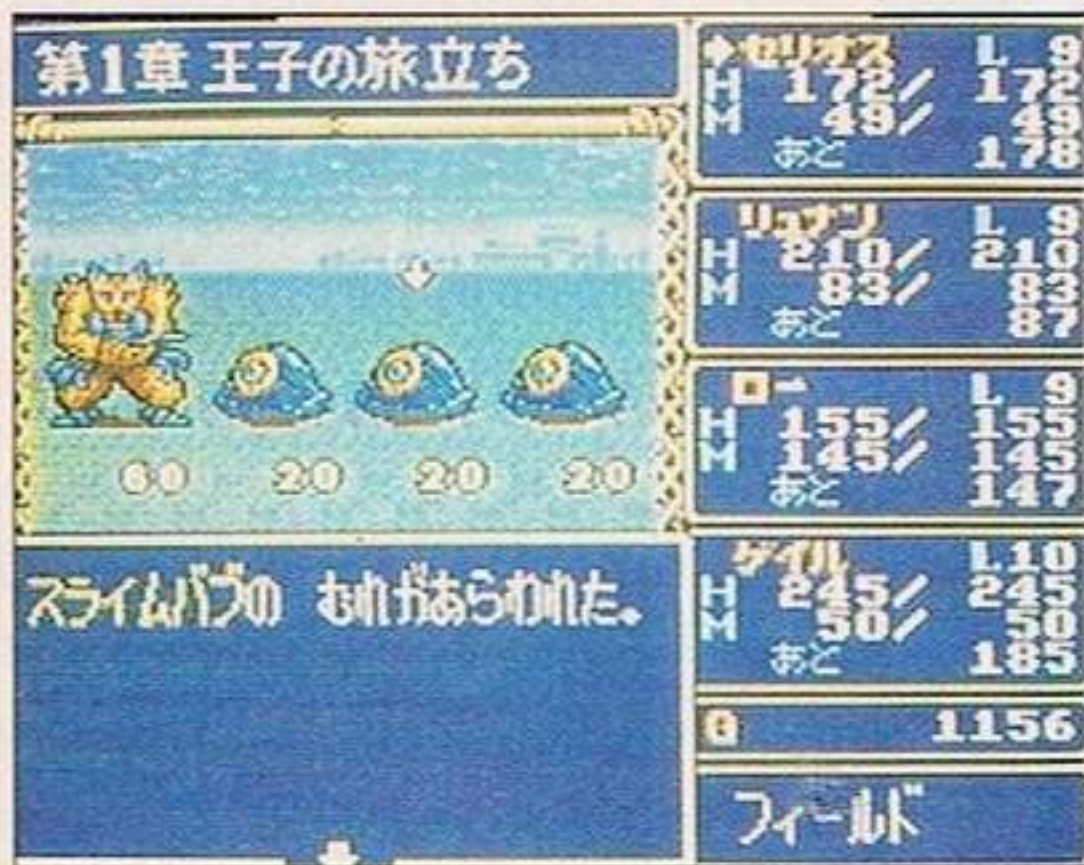 第1章 王子の旅立ち
60 20 20 20
スライムバブの むれがあらわれた。
セリオス L 9
H 172/ 172
M 49/ 49
あと 178
リュナン L 9
H 210/ 210
M 83/ 83
あと 87
ロー L 9
H 155/ 155
M 145/ 145
あと 147
ゲイル L10
H 245/ 245
M 50/ 50
あと 185
G 1156
フィールド